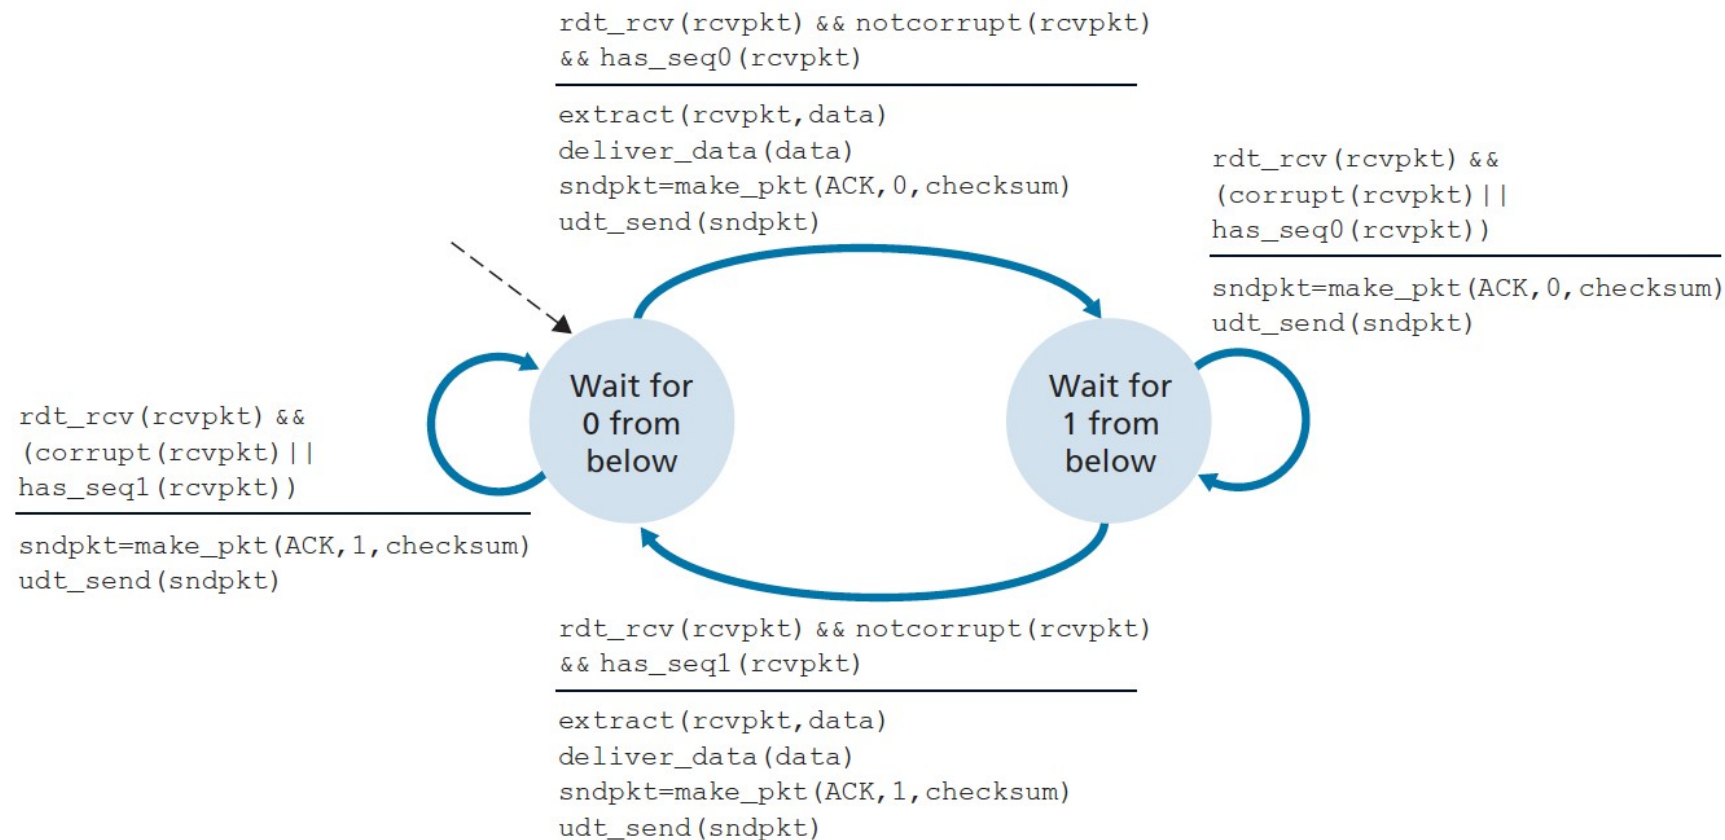 rdt_rcv(rcvpkt) && notcorrupt(rcvpkt)
&& has_seq0(rcvpkt)
extract(rcvpkt,data)
deliver_data(data)
sndpkt=make_pkt(ACK,0,checksum)
udt_send(sndpkt)
rdt_rcv(rcvpkt) &&
(corrupt(rcvpkt)||
has_seq0(rcvpkt))
sndpkt=make_pkt(ACK,0,checksum)
udt_send(sndpkt)
Wait for
0 from
below
Wait for
1 from
below
rdt_rcv(rcvpkt) &&
(corrupt(rcvpkt)||
has_seq1(rcvpkt))
sndpkt=make_pkt(ACK,1,checksum)
udt_send(sndpkt)
rdt_rcv(rcvpkt) && notcorrupt(rcvpkt)
&& has_seq1(rcvpkt)
extract(rcvpkt,data)
deliver_data(data)
sndpkt=make_pkt(ACK,1,checksum)
udt_send(sndpkt)